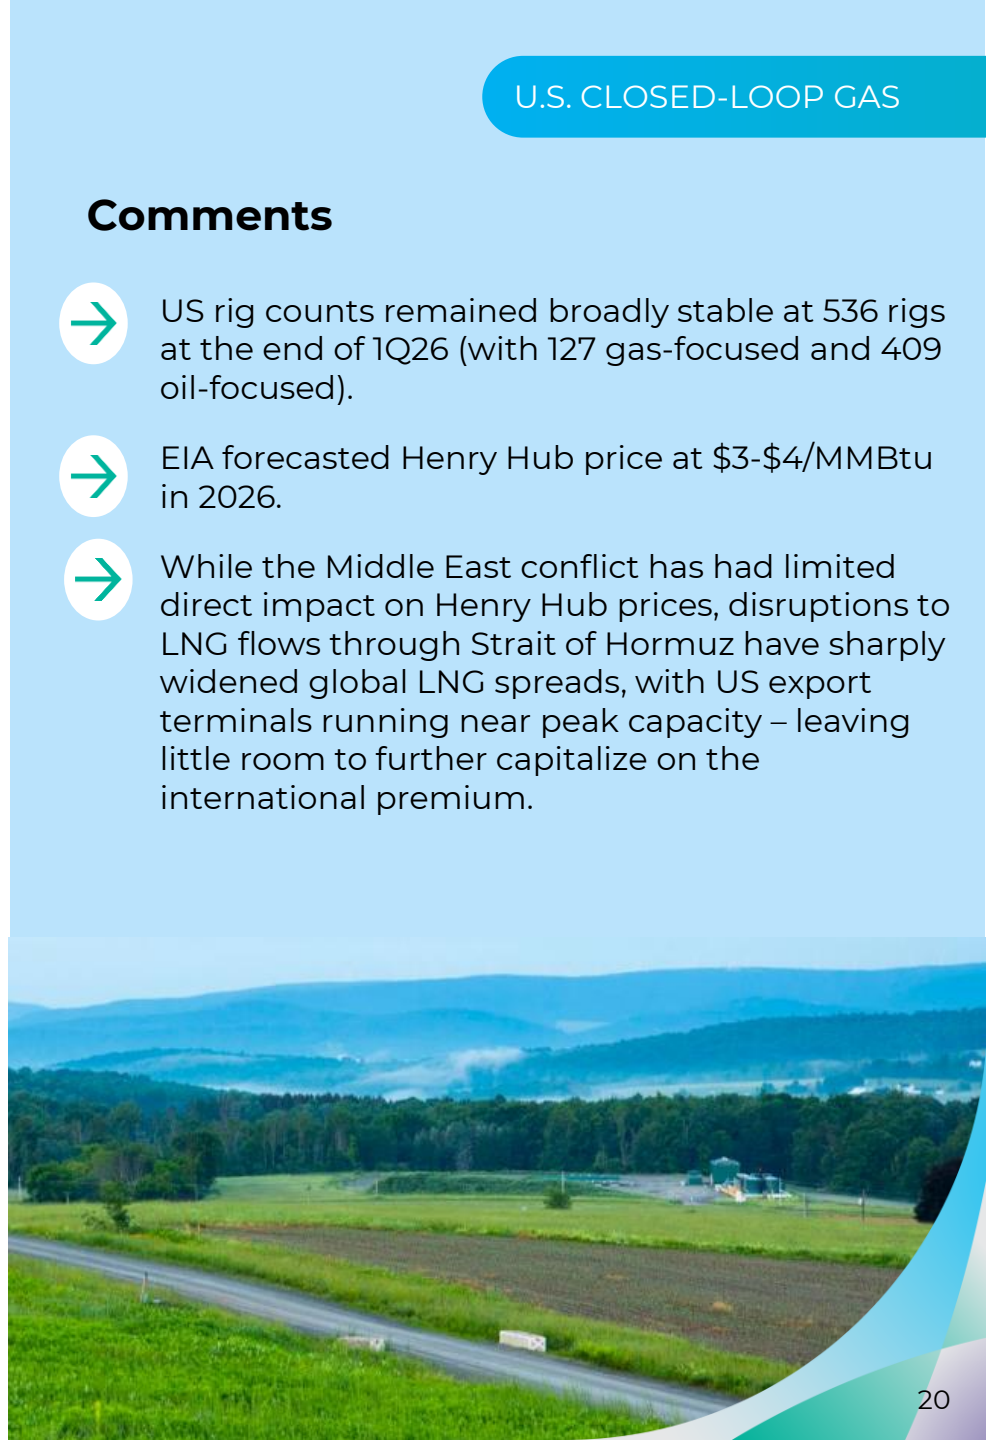 U.S. CLOSED-LOOP GAS
Comments
US rig counts remained broadly stable at 536 rigs
at the end of 1Q26 (with 127 gas-focused and 409
oil-focused).
EIA forecasted Henry Hub price at $3-$4/MMBtu
in 2026.
While the Middle East conflict has had limited
direct impact on Henry Hub prices, disruptions to
LNG flows through Strait of Hormuz have sharply
widened global LNG spreads, with US export
terminals running near peak capacity – leaving
little room to further capitalize on the
international premium.
20